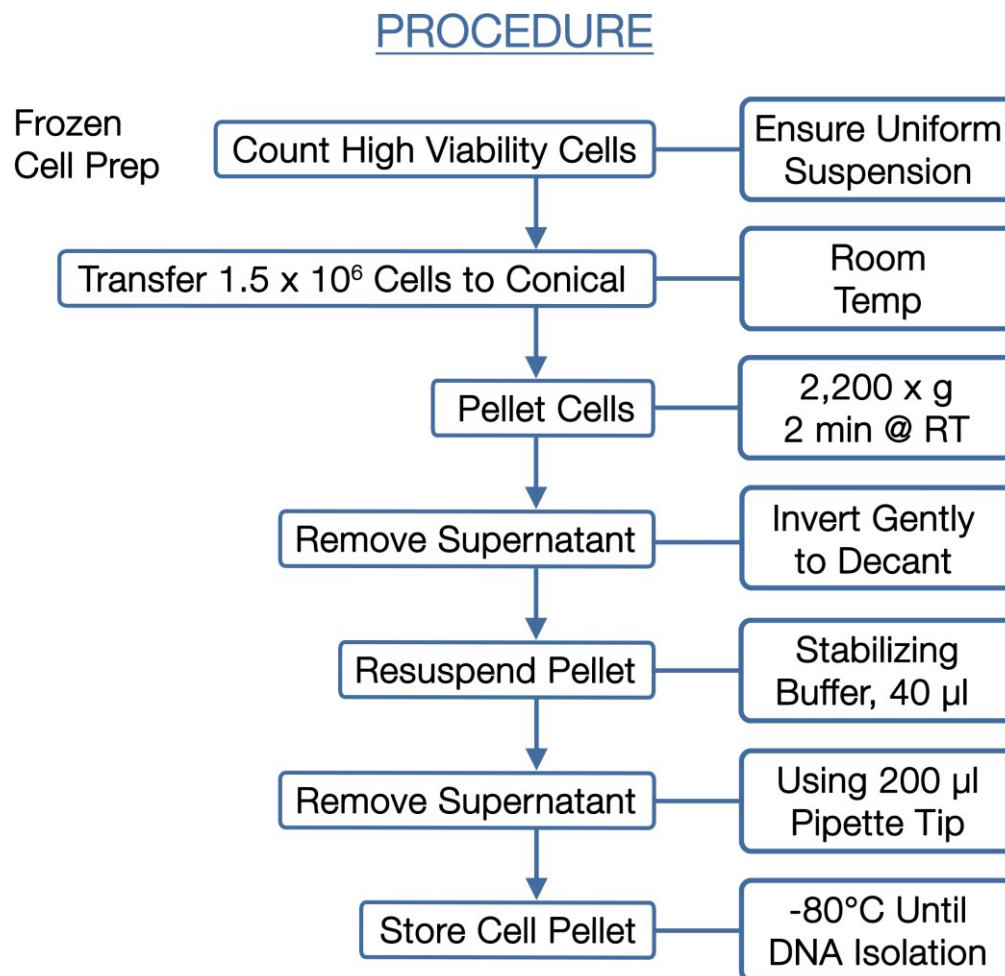 PROCEDURE
Frozen
Cell Prep
Count High Viability Cells
Ensure Uniform
Suspension
Transfer 1.5 x 10⁶ Cells to Conical
Room
Temp
Pellet Cells
2,200 x g
2 min @ RT
Remove Supernatant
Invert Gently
to Decant
Resuspend Pellet
Stabilizing
Buffer, 40 µl
Remove Supernatant
Using 200 µl
Pipette Tip
Store Cell Pellet
-80°C Until
DNA Isolation